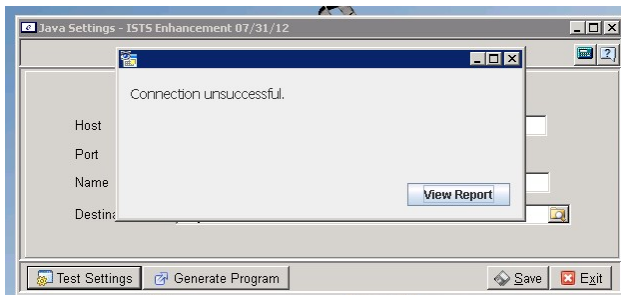 Java Settings - ISTS Enhancement 07/31/12
Connection unsuccessful.
Host
Port
Name
View Report
Destina
Test Settings
Generate Program
Save
Exit